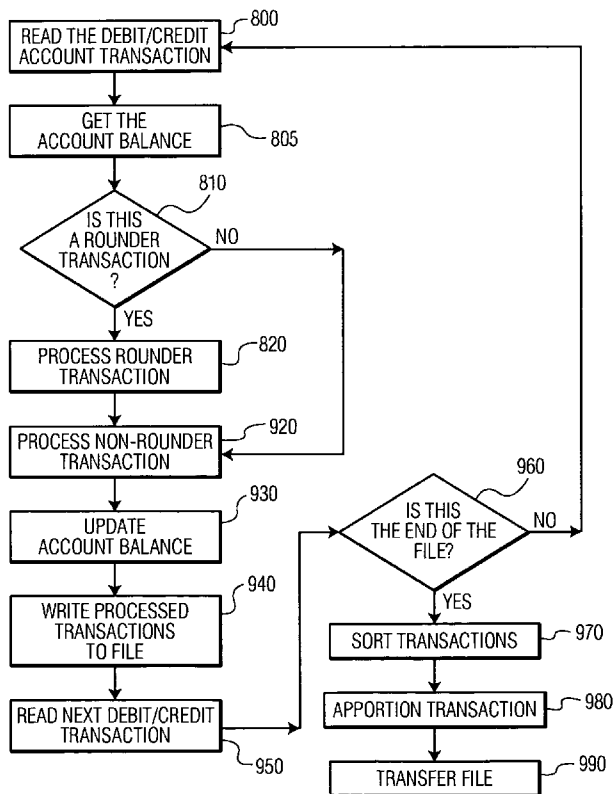 800
READ THE DEBIT/CREDIT
ACCOUNT TRANSACTION
GET THE
ACCOUNT BALANCE
805
810
IS THIS
A ROUNDER
TRANSACTION
?
NO
YES
PROCESS ROUNDER
TRANSACTION
820
PROCESS NON-ROUNDER
TRANSACTION
920
930
UPDATE
ACCOUNT BALANCE
940
WRITE PROCESSED
TRANSACTIONS
TO FILE
READ NEXT DEBIT/CREDIT
TRANSACTION
950
960
IS THIS
THE END OF THE
FILE?
NO
YES
SORT TRANSACTIONS
970
APPORTION TRANSACTION
980
TRANSFER FILE
990